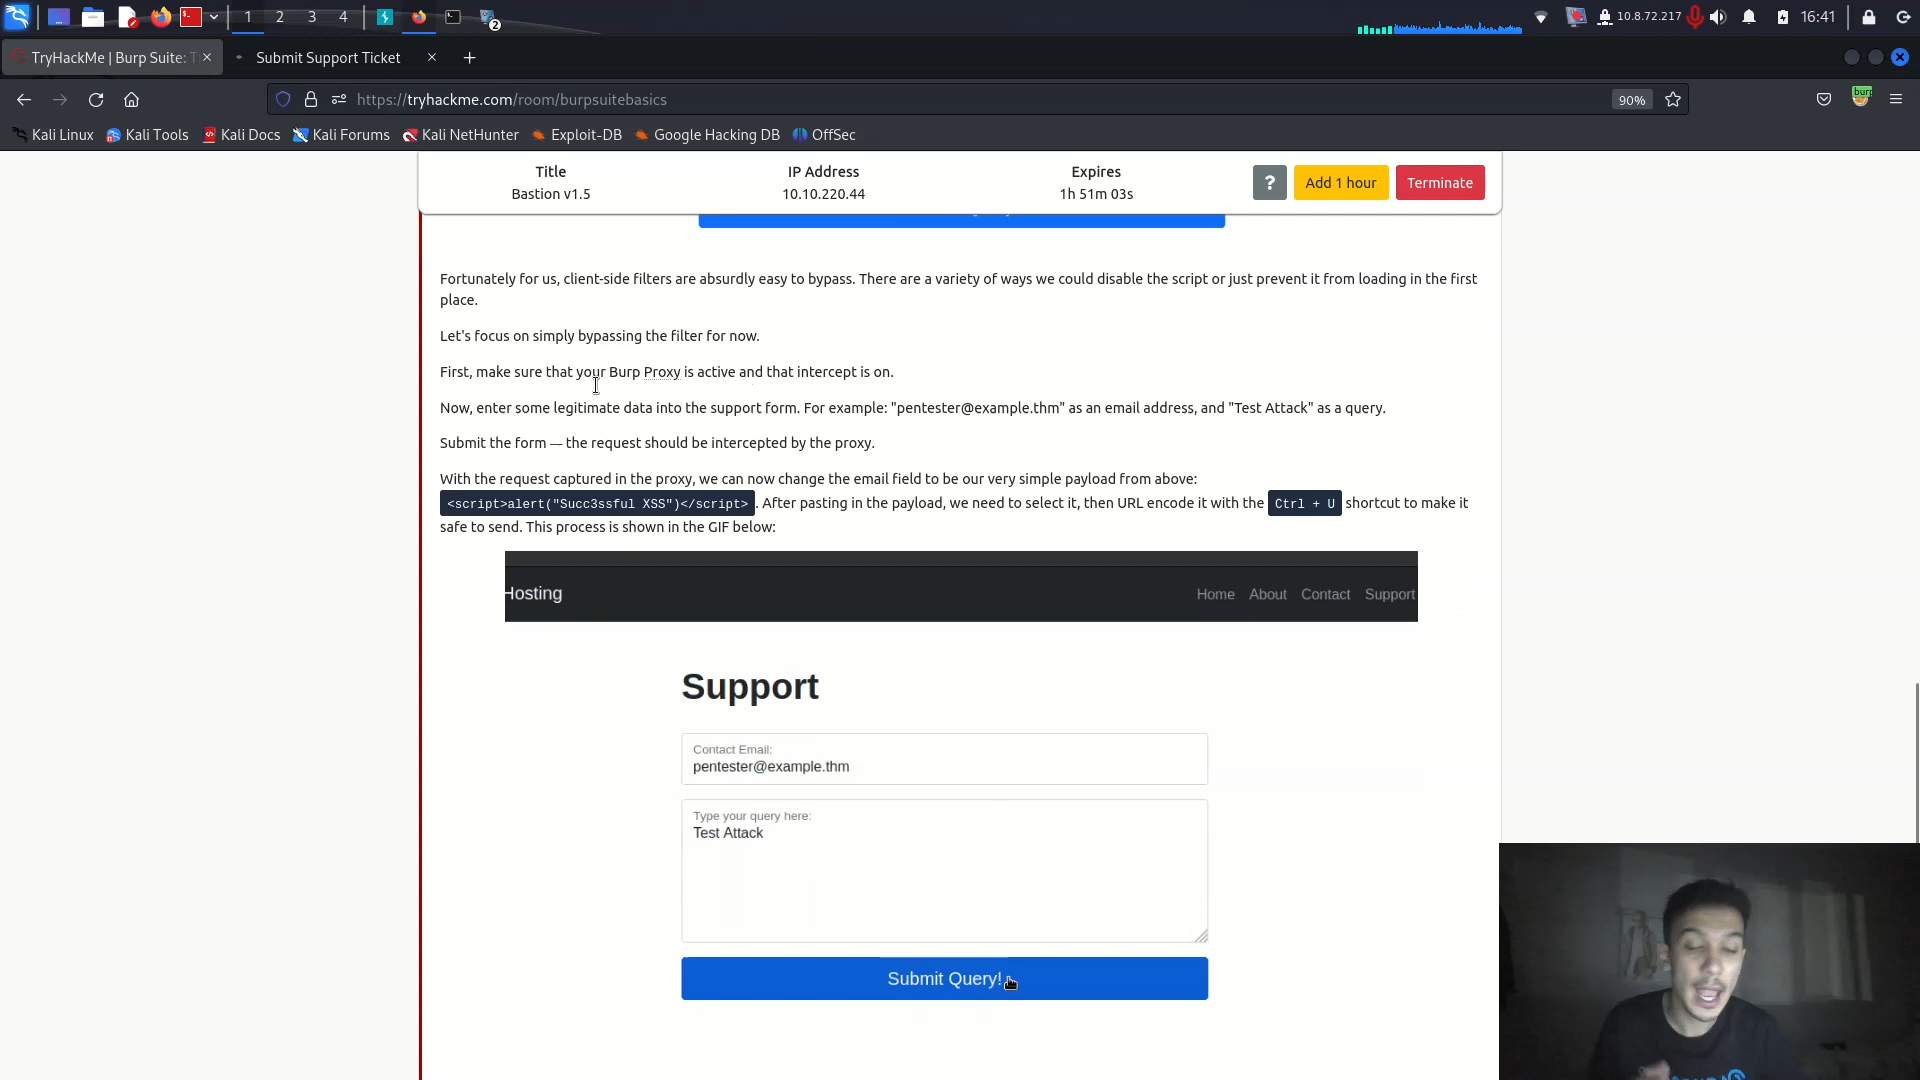 1 2 3 4
2
10.8.72.217
16:41
TryHackMe | Burp Suite: T
Submit Support Ticket
https://tryhackme.com/room/burpsuitebasics
90%
burp
Kali Linux
Kali Tools
Kali Docs
Kali Forums
Kali NetHunter
Exploit-DB
Google Hacking DB
OffSec
Title
IP Address
Expires
Bastion v1.5
10.10.220.44
1h 51m 03s
?
Add 1 hour
Terminate
Fortunately for us, client-side filters are absurdly easy to bypass. There are a variety of ways we could disable the script or just prevent it from loading in the first
place.
Let's focus on simply bypassing the filter for now.
First, make sure that your Burp Proxy is active and that intercept is on.
Now, enter some legitimate data into the support form. For example: "pentester@example.thm" as an email address, and "Test Attack" as a query.
Submit the form — the request should be intercepted by the proxy.
With the request captured in the proxy, we can now change the email field to be our very simple payload from above:
<script>alert("Succ3ssful XSS")</script> . After pasting in the payload, we need to select it, then URL encode it with the Ctrl + U shortcut to make it
safe to send. This process is shown in the GIF below:
Hosting
Home About Contact Support
Support
Contact Email:
pentester@example.thm
Type your query here:
Test Attack
Submit Query!